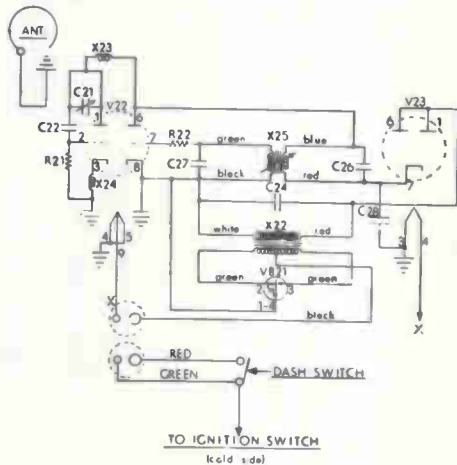 ANT
X23
C21
V22
1
6
C22
2
7
R22
R21
3
8
X24
4
5
9
green
X25
blue
C27
C26
black
red
C24
X22
white
red
green
VB21
green
2
3
1-4
black
V23
6
1
7
C28
3
4
X
X
RED
GREEN
DASH SWITCH
TO IGNITION SWITCH
(cold side)